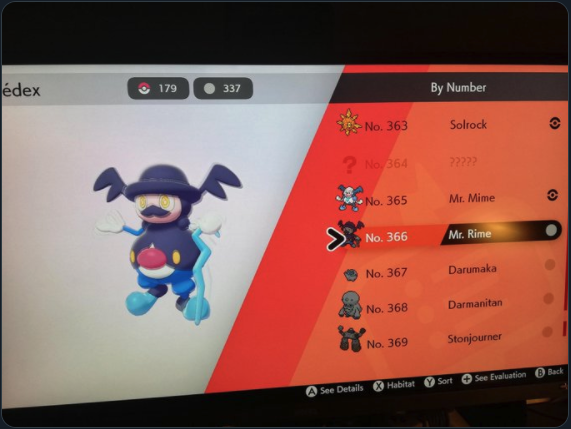 édex
179
337
By Number
No. 363 Solrock
? No. 364 ?????
No. 365 Mr. Mime
No. 366 Mr. Rime
No. 367 Darumaka
No. 368 Darmanitan
No. 369 Stonjourner
A See Details X Habitat Y Sort + See Evaluation B Back